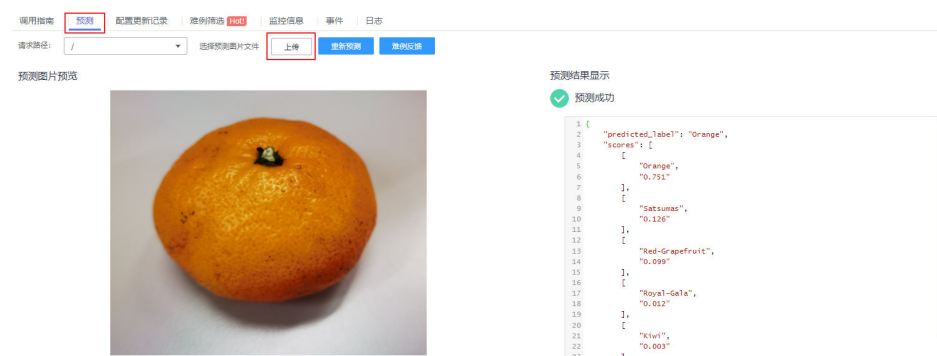 调用指南 预测 配置更新记录 难例筛选 Hot! 监控信息 事件 日志
请求路径： / 选择预测图片文件 上传 重新预测 难例反馈
预测图片预览
预测结果显示
预测成功
1 {
2 "predicted_label": "Orange",
3 "scores": [
4 [
5 "Orange",
6 "0.751"
7 ],
8 [
9 "Satsumas",
10 "0.126"
11 ],
12 [
13 "Red-Grapefruit",
14 "0.099"
15 ],
16 [
17 "Royal-Gala",
18 "0.012"
19 ],
20 [
21 "Kiwi",
22 "0.003"